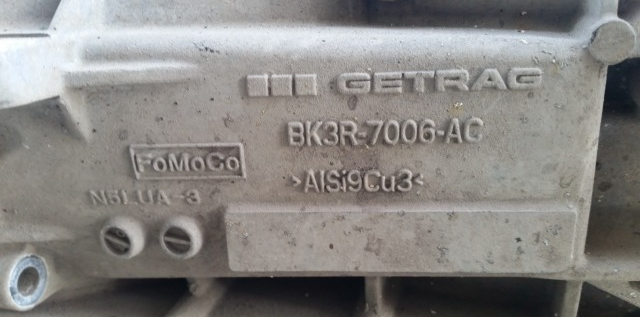 GETRAG
BK3R-7006-AC
FoMoCo
>AlSi9Cu3<
N5LUA-3